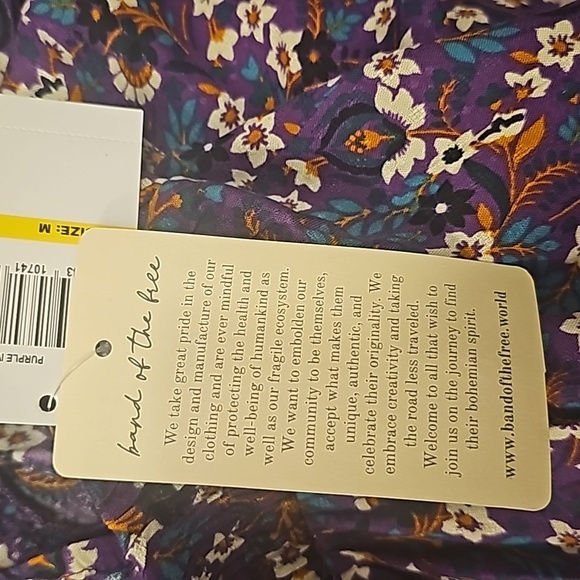 band of the free
We take great pride in the
design and manufacture of our
clothing and are ever mindful
of protecting the health and
well-being of humankind as
well as our fragile ecosystem.
We want to embolden our
community to be themselves,
accept what makes them
unique, authentic, and
celebrate their originality. We
embrace creativity and taking
the road less traveled.
Welcome to all that wish to
join us on the journey to find
their bohemian spirit.
www.bandofthefree.world
SIZE: M
3 10741
PURPLE